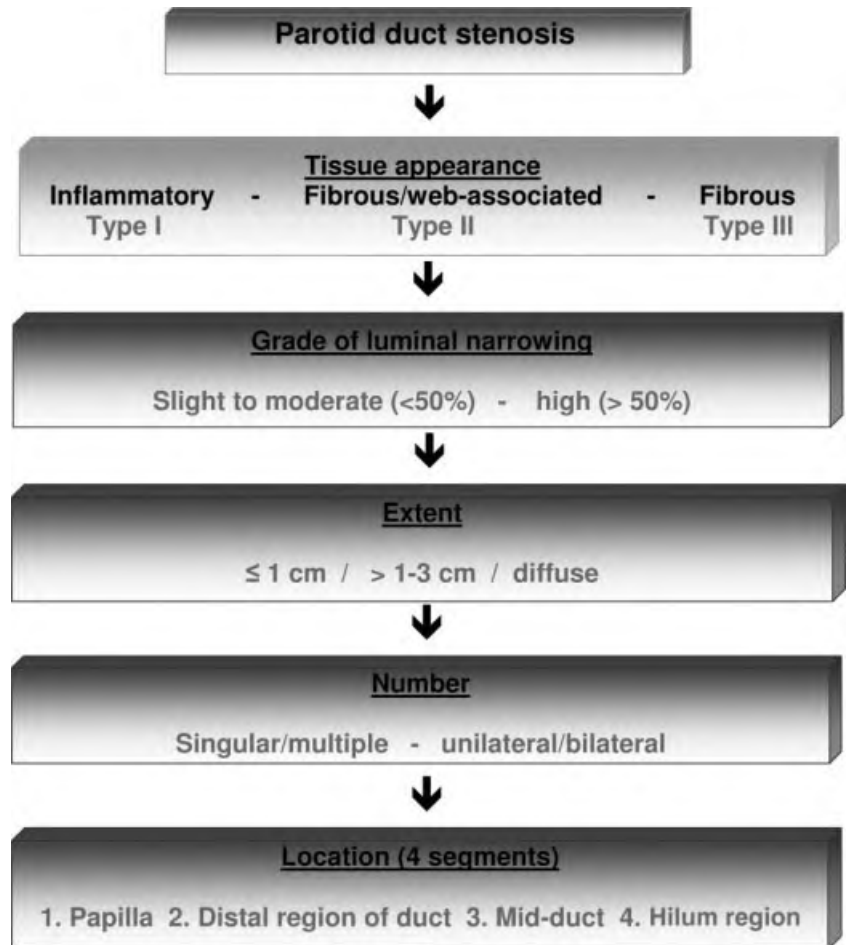 Parotid duct stenosis
Tissue appearance
Inflammatory - Fibrous/web-associated - Fibrous
Type I Type II Type III
Grade of luminal narrowing
Slight to moderate (<50%) - high (> 50%)
Extent
≤ 1 cm / > 1-3 cm / diffuse
Number
Singular/multiple - unilateral/bilateral
Location (4 segments)
1. Papilla 2. Distal region of duct 3. Mid-duct 4. Hilum region